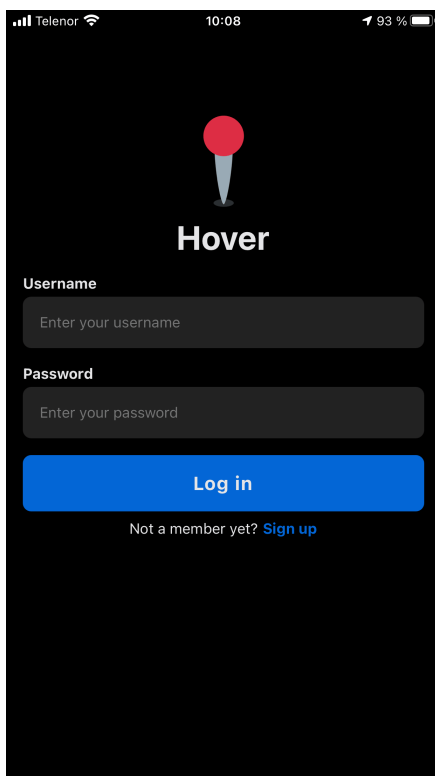 Telenor 10:08 93 %
Hover
Username
Enter your username
Password
Enter your password
Log in
Not a member yet? Sign up